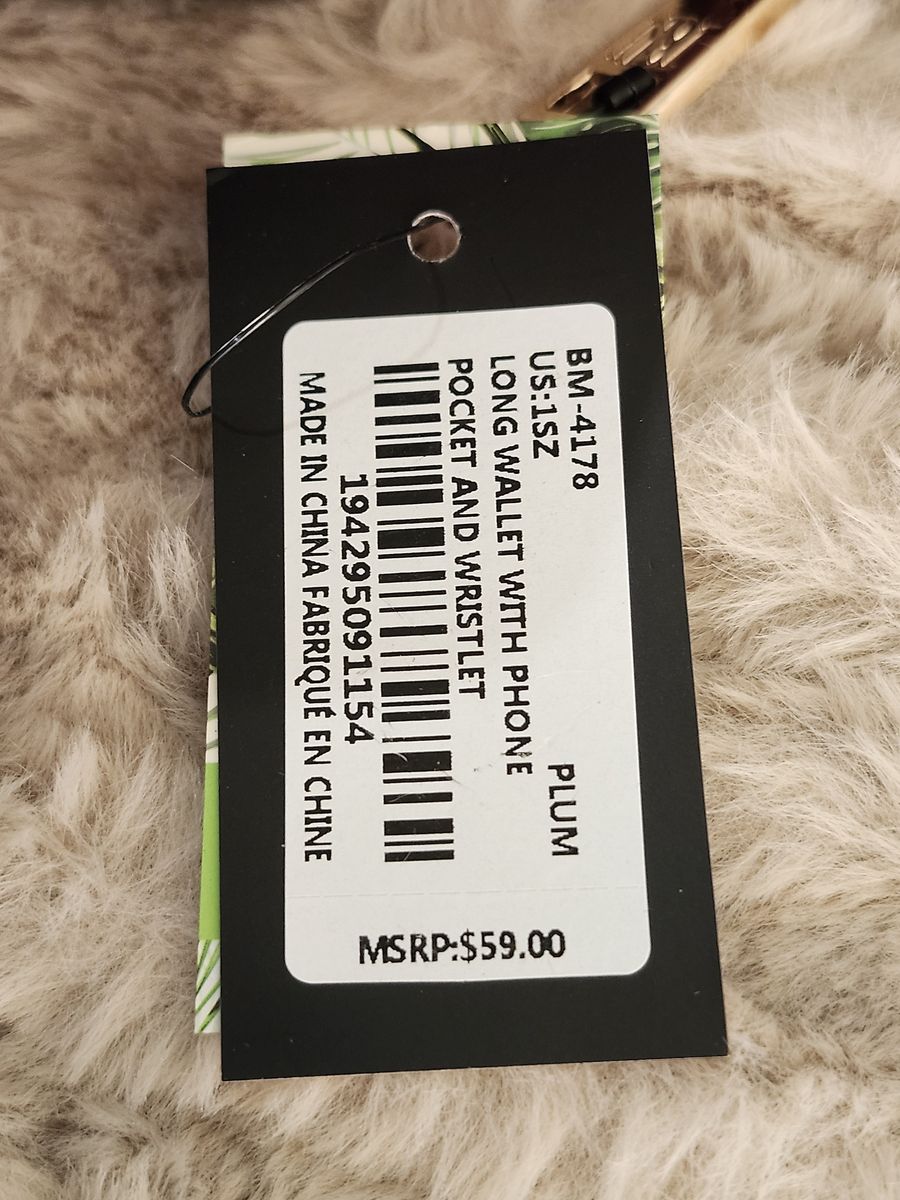 BM-4178
US:1SZ PLUM
LONG WALLET WITH PHONE
POCKET AND WRISTLET
194295091154
MADE IN CHINA FABRIQUÉ EN CHINE
MSRP:$59.00